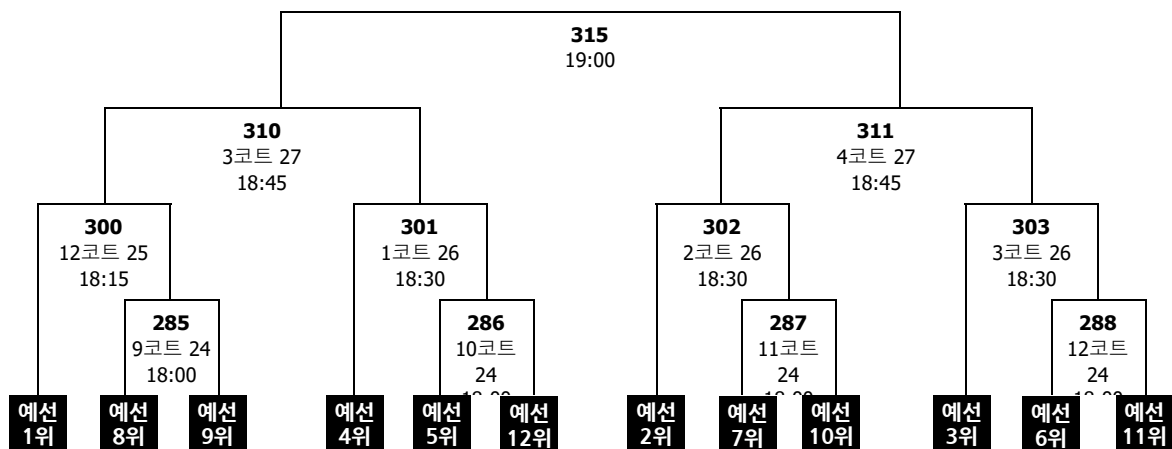 315
19:00
310
3코트 27
18:45
311
4코트 27
18:45
300
12코트 25
18:15
301
1코트 26
18:30
302
2코트 26
18:30
303
3코트 26
18:30
285
9코트 24
18:00
286
10코트
24
287
11코트
24
288
12코트
24
예선
1위
예선
8위
예선
9위
예선
4위
예선
5위
예선
12위
예선
2위
예선
7위
예선
10위
예선
3위
예선
6위
예선
11위